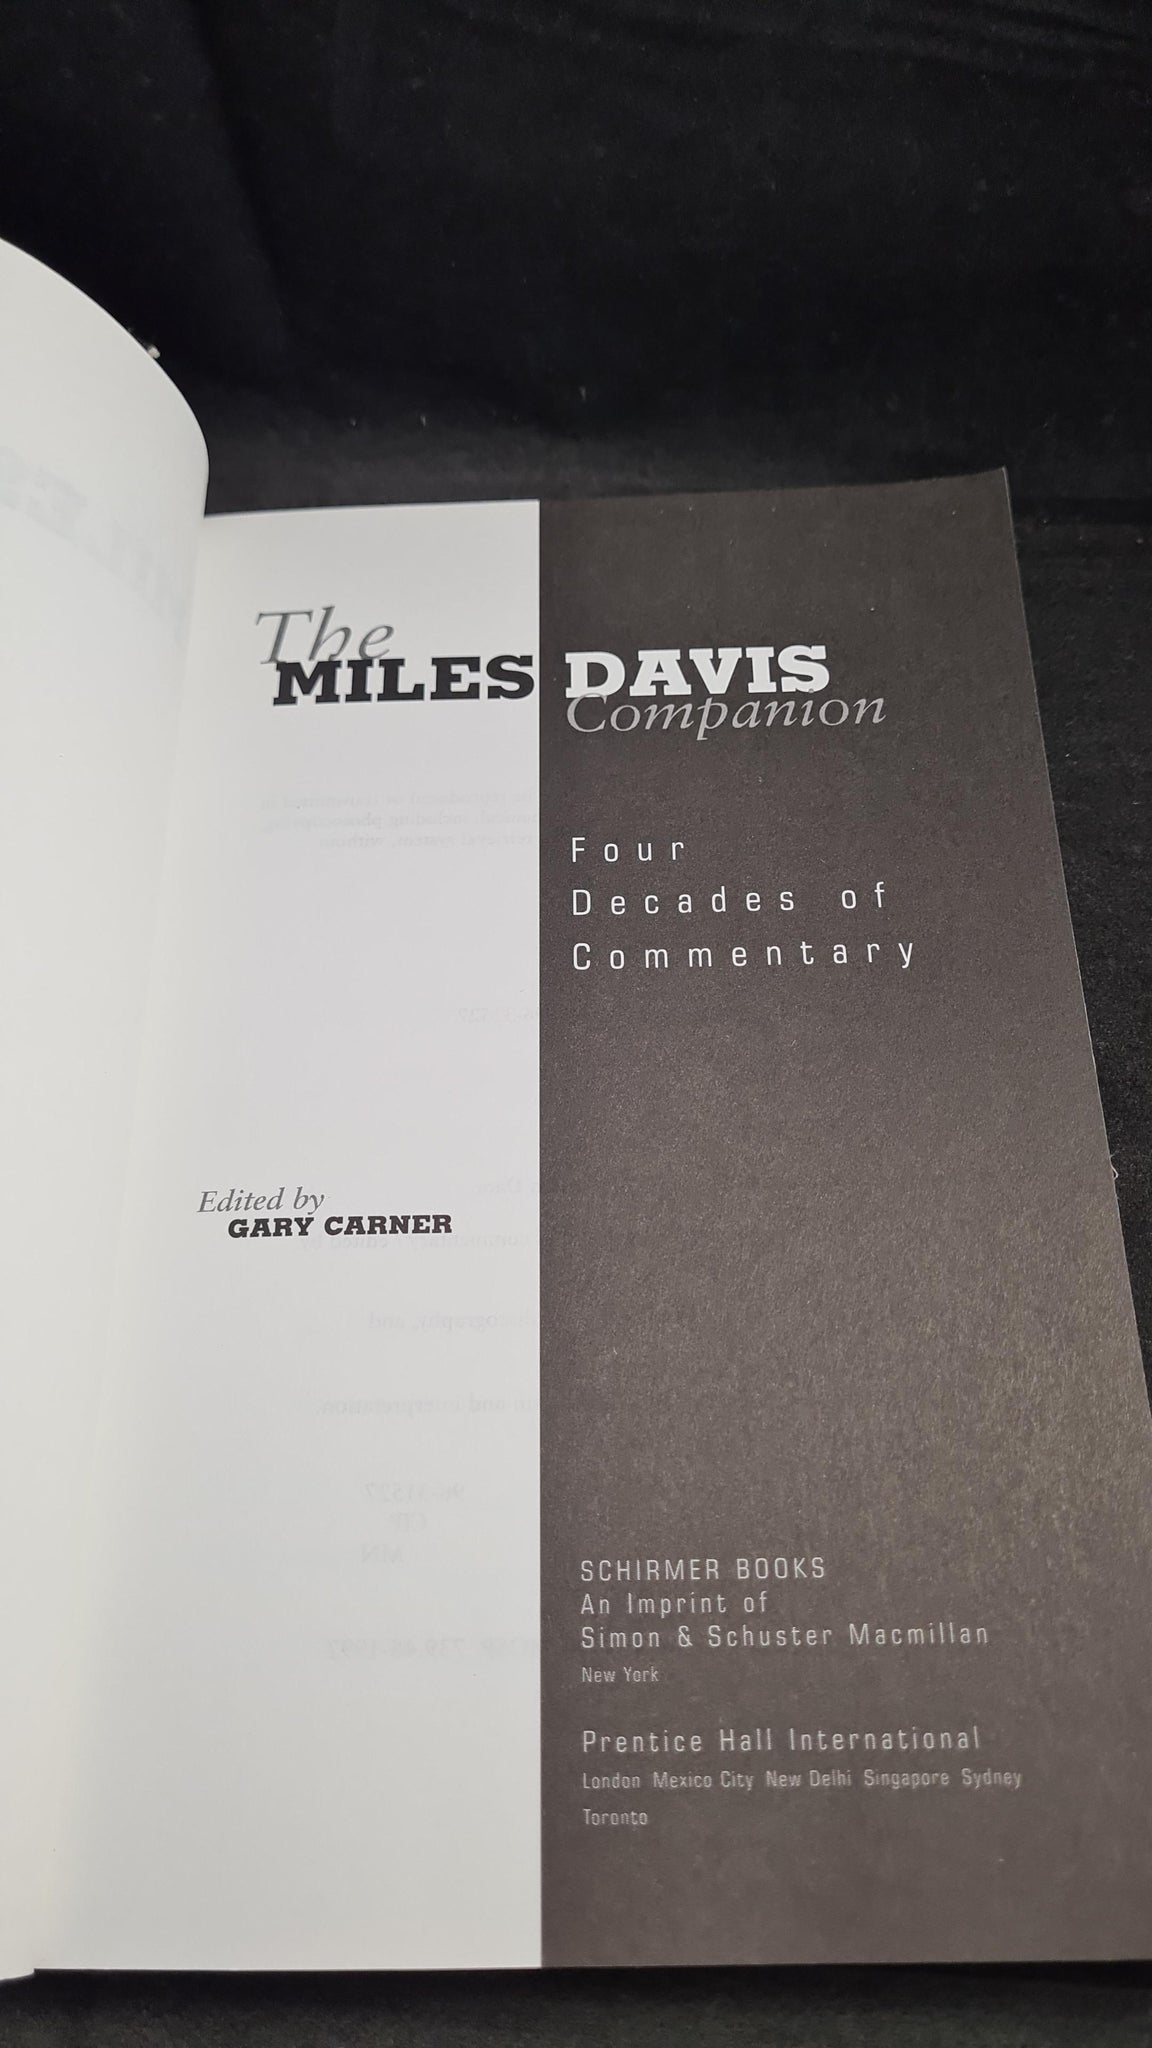 The
MILES DAVIS
Companion
Four
Decades of
Commentary
Edited by
GARY CARNER
SCHIRMER BOOKS
An Imprint of
Simon & Schuster Macmillan
New York
Prentice Hall International
London Mexico City New Delhi Singapore Sydney
Toronto